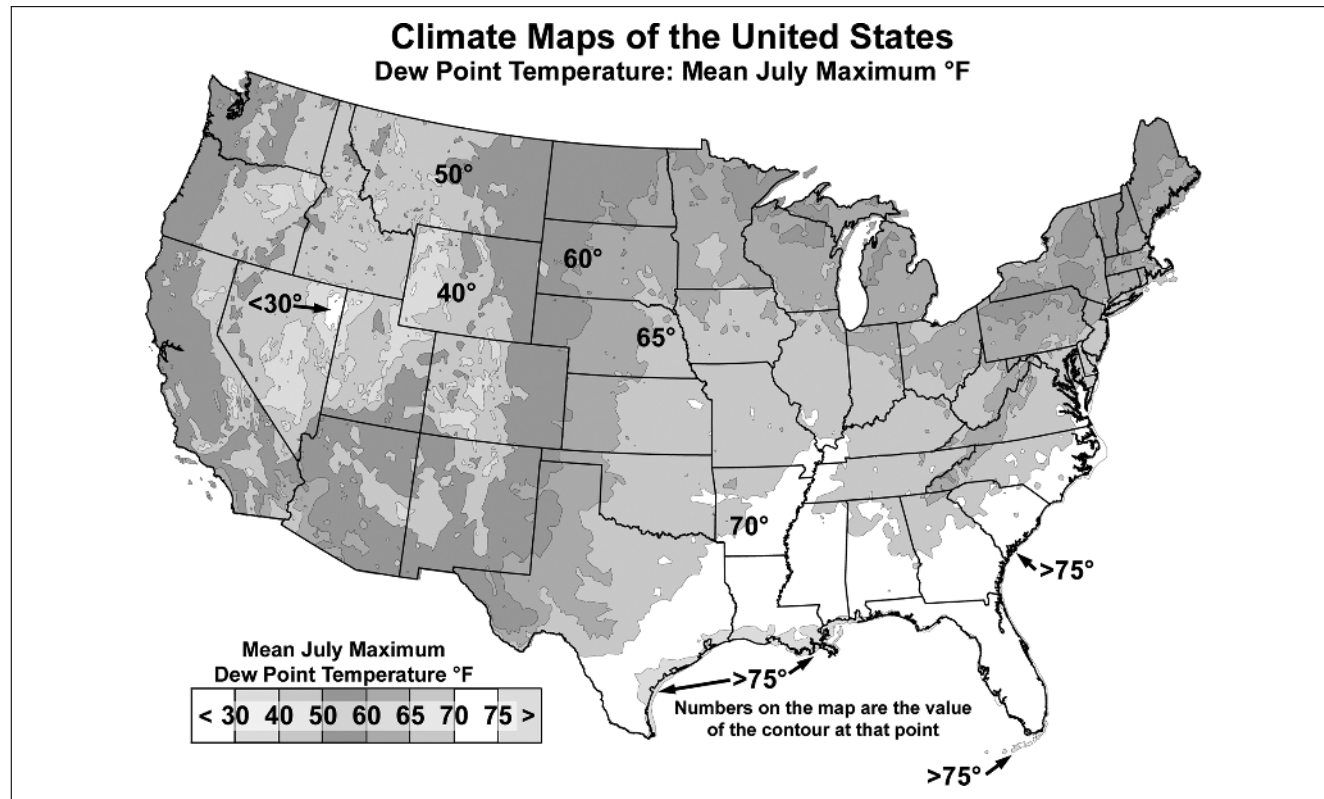 Climate Maps of the United States
Dew Point Temperature: Mean July Maximum °F
50°
60°
<30°
40°
65°
70°
>75°
Mean July Maximum
Dew Point Temperature °F
>75°
< 30 40 50 60 65 70 75 >
Numbers on the map are the value
of the contour at that point
>75°